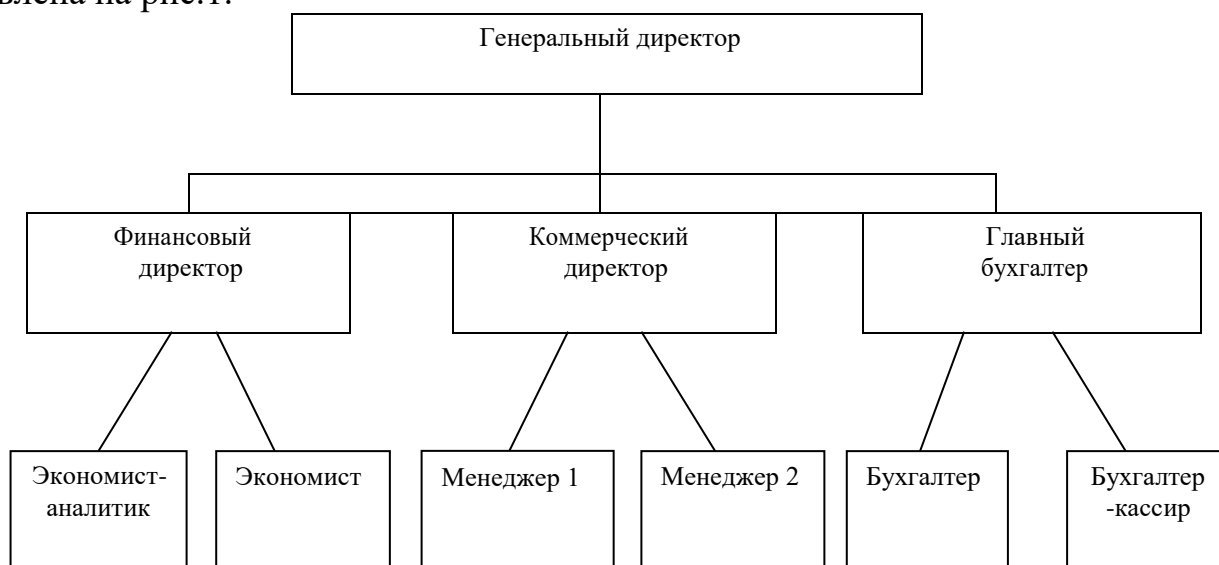 влена на рис.1.
Генеральный директор
Финансовый
директор
Коммерческий
директор
Главный
бухгалтер
Экономист-
аналитик
Экономист
Менеджер 1
Менеджер 2
Бухгалтер
Бухгалтер
-кассир